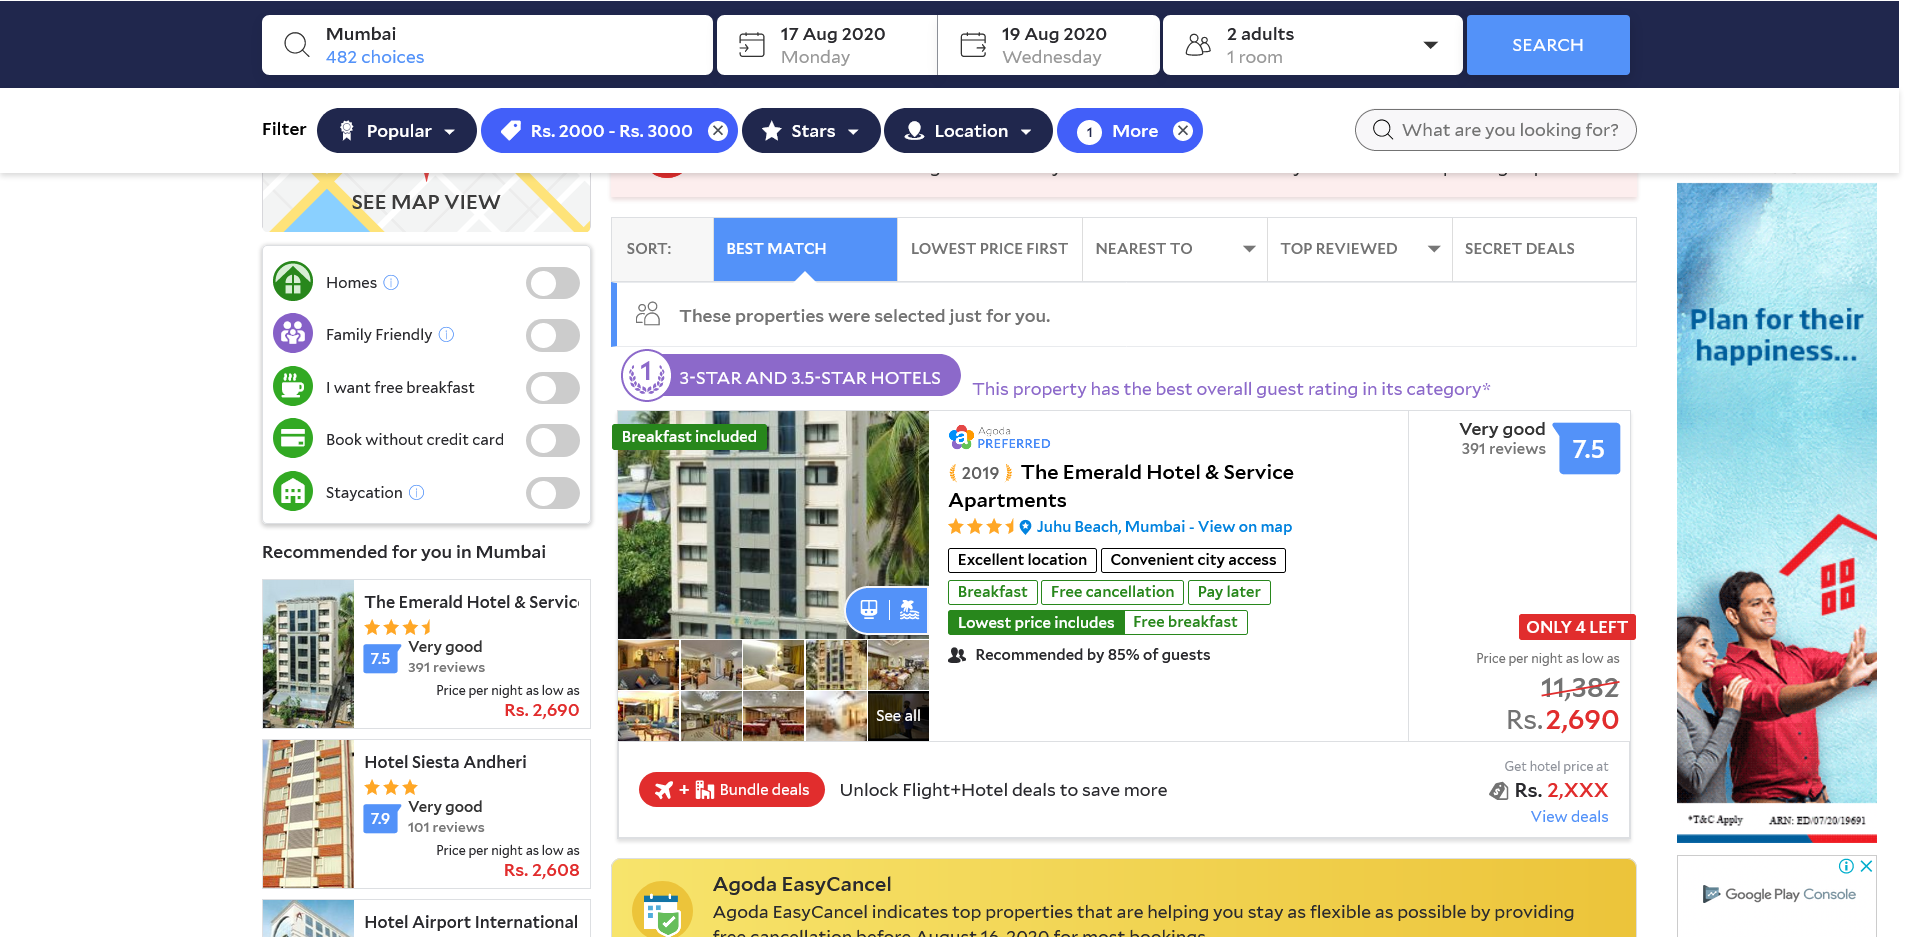 Mumbai
482 choices
17 Aug 2020
Monday
19 Aug 2020
Wednesday
2 adults
1 room
SEARCH
Filter
Popular
Rs. 2000 - Rs. 3000
Stars
Location
1 More
What are you looking for?
SEE MAP VIEW
Homes
Family Friendly
I want free breakfast
Book without credit card
Staycation
Recommended for you in Mumbai
The Emerald Hotel & Servic
7.5
Very good
391 reviews
Price per night as low as
Rs. 2,690
Hotel Siesta Andheri
7.9
Very good
101 reviews
Price per night as low as
Rs. 2,608
Hotel Airport International
SORT:
BEST MATCH
LOWEST PRICE FIRST
NEAREST TO
TOP REVIEWED
SECRET DEALS
These properties were selected just for you.
1
3-STAR AND 3.5-STAR HOTELS
This property has the best overall guest rating in its category*
Breakfast included
See all
Agoda
PREFERRED
2019 The Emerald Hotel & Service
Apartments
Juhu Beach, Mumbai - View on map
Excellent location
Convenient city access
Breakfast
Free cancellation
Pay later
Lowest price includes
Free breakfast
Recommended by 85% of guests
Very good
391 reviews
7.5
ONLY 4 LEFT
Price per night as low as
11,382
Rs. 2,690
+ Bundle deals
Unlock Flight+Hotel deals to save more
Get hotel price at
Rs. 2,XXX
View deals
Agoda EasyCancel
Agoda EasyCancel indicates top properties that are helping you stay as flexible as possible by providing
free cancellation before August 16, 2020 for most bookings
Plan for their
happiness...
*T&C Apply
ARN: ED/07/20/19691
Google Play Console